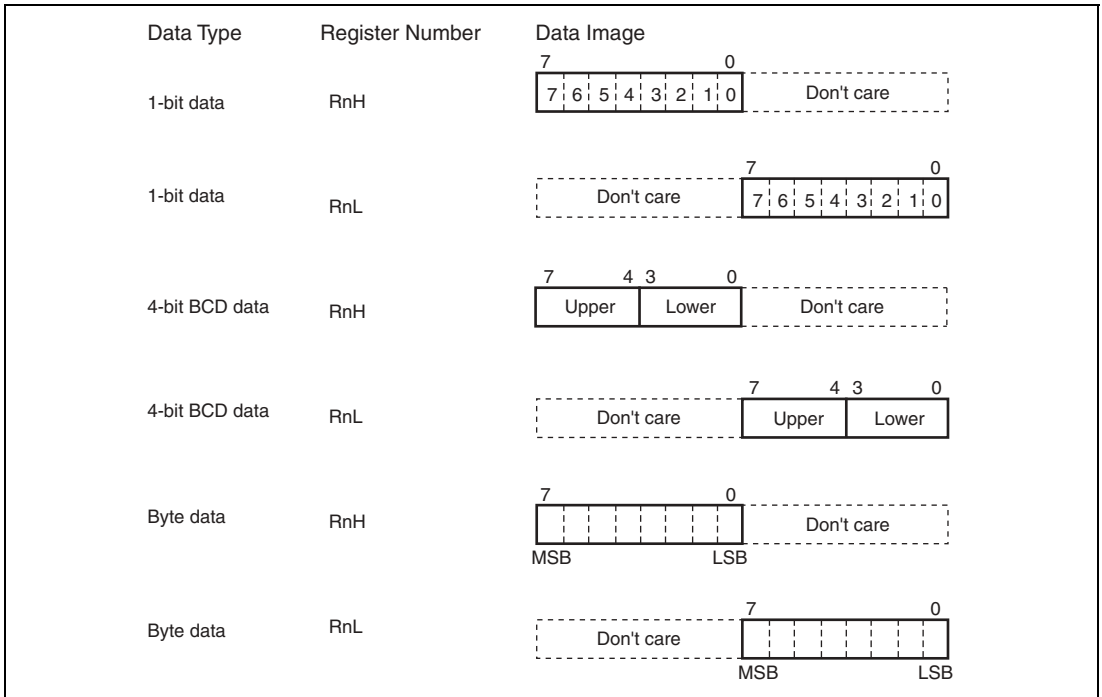 Data Type Register Number Data Image
7 0
1-bit data RnH 7 6 5 4 3 2 1 0 Don't care
7 0
1-bit data RnL Don't care 7 6 5 4 3 2 1 0
7 4 3 0
4-bit BCD data RnH Upper Lower Don't care
7 4 3 0
4-bit BCD data RnL Don't care Upper Lower
7 0
Byte data RnH Don't care
MSB LSB
7 0
Byte data RnL Don't care
MSB LSB